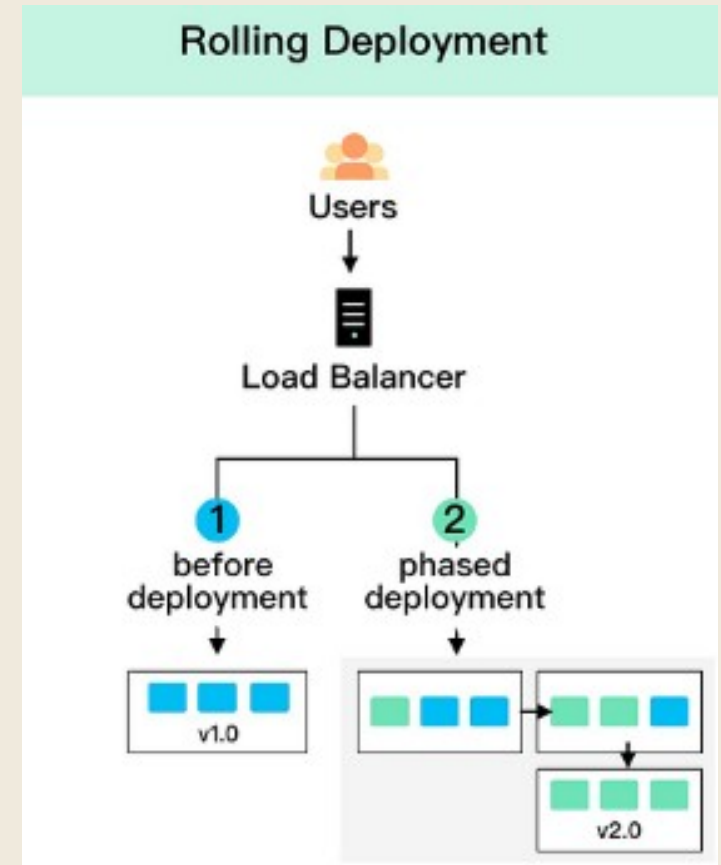 Rolling Deployment
Users
Load Balancer
1
before
deployment
2
phased
deployment
v1.0
v2.0